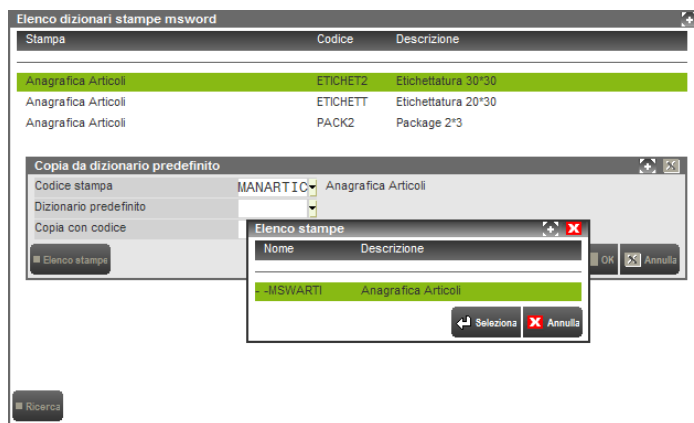 Elenco dizionari stampe msword
Stampa Codice Descrizione
Anagrafica Articoli ETICHET2 Etichettatura 30*30
Anagrafica Articoli ETICHETT Etichettatura 20*30
Anagrafica Articoli PACK2 Package 2*3
Copia da dizionario predefinito
Codice stampa MANARTIC Anagrafica Articoli
Dizionario predefinito
Copia con codice
Elenco stampe
Nome Descrizione
- -MSWARTI Anagrafica Articoli
Seleziona Annulla
Elenco stampe OK Annulla
Ricerca